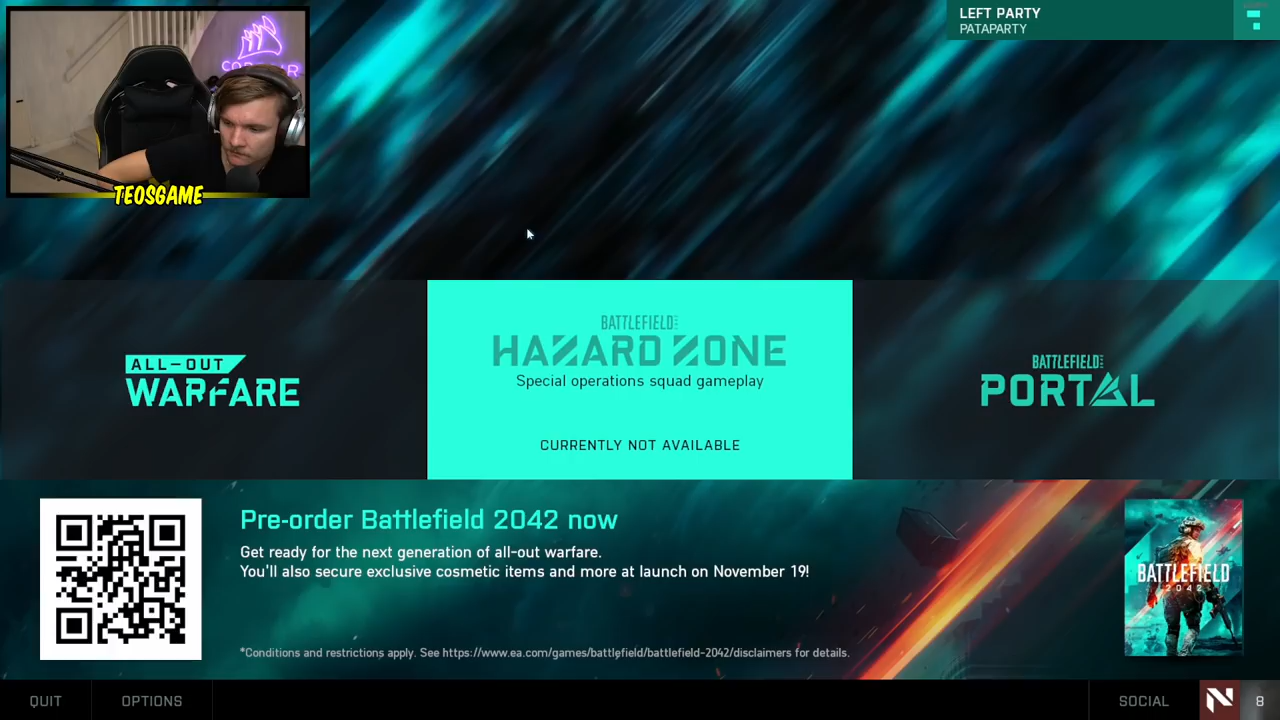 LEFT PARTY
PATAPARTY
CORSAIR
TEOSGAME
ALL-OUT
WARFARE
BATTLEFIELD
HAZARD ZONE
Special operations squad gameplay
CURRENTLY NOT AVAILABLE
BATTLEFIELD
PORTAL
Pre-order Battlefield 2042 now
Get ready for the next generation of all-out warfare.
You'll also secure exclusive cosmetic items and more at launch on November 19!
*Conditions and restrictions apply. See https://www.ea.com/games/battlefield/battlefield-2042/disclaimers for details.
BATTLEFIELD
2042
QUIT
OPTIONS
SOCIAL
N
8